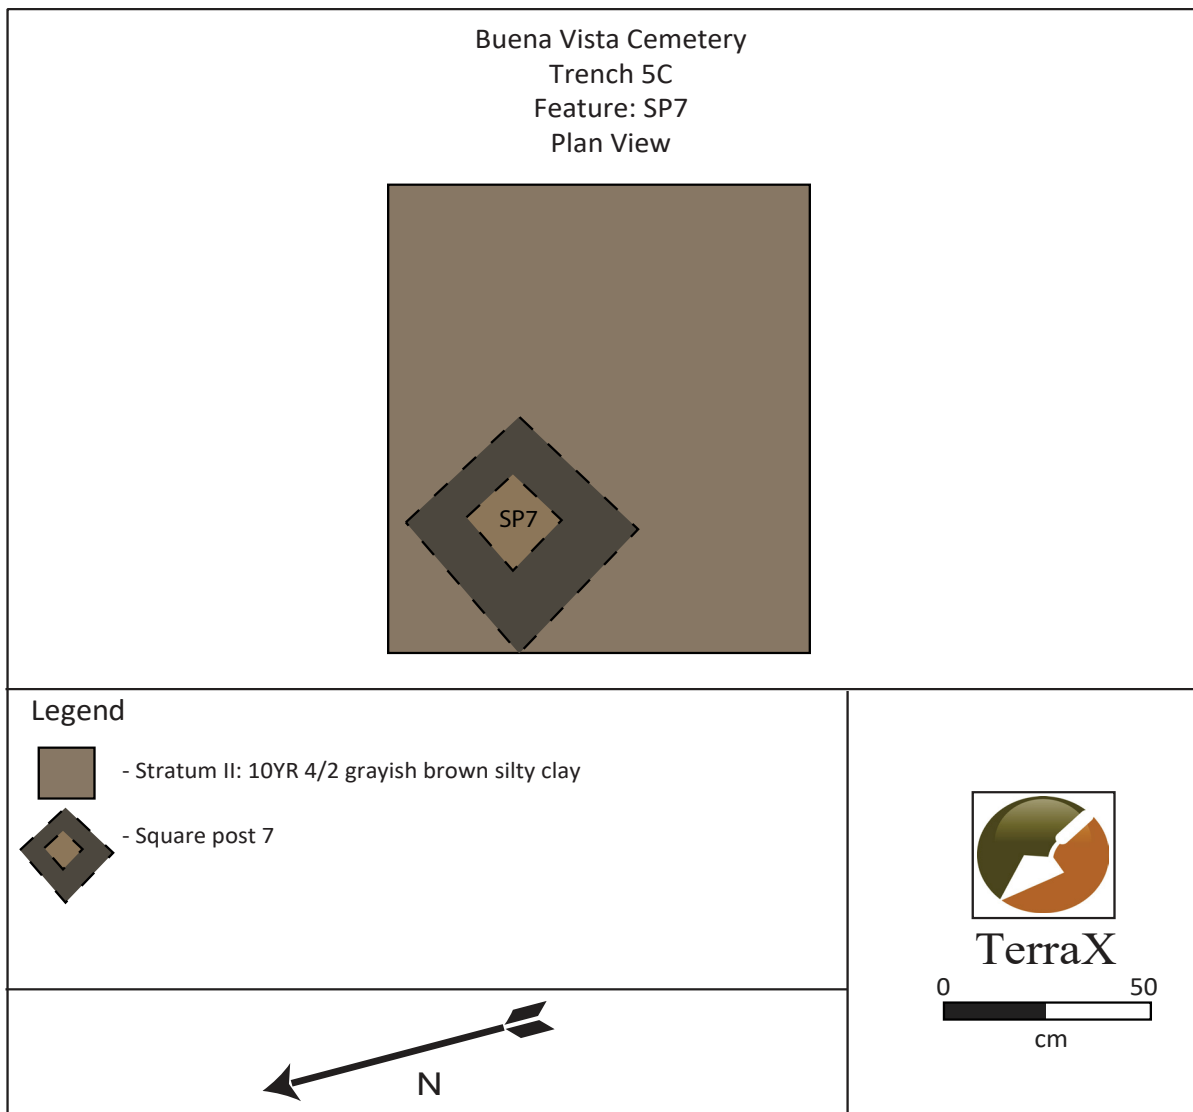 Buena Vista Cemetery
Trench 5C
Feature: SP7
Plan View
SP7
Legend
- Stratum II: 10YR 4/2 grayish brown silty clay
- Square post 7
TerraX
0 50
cm
N